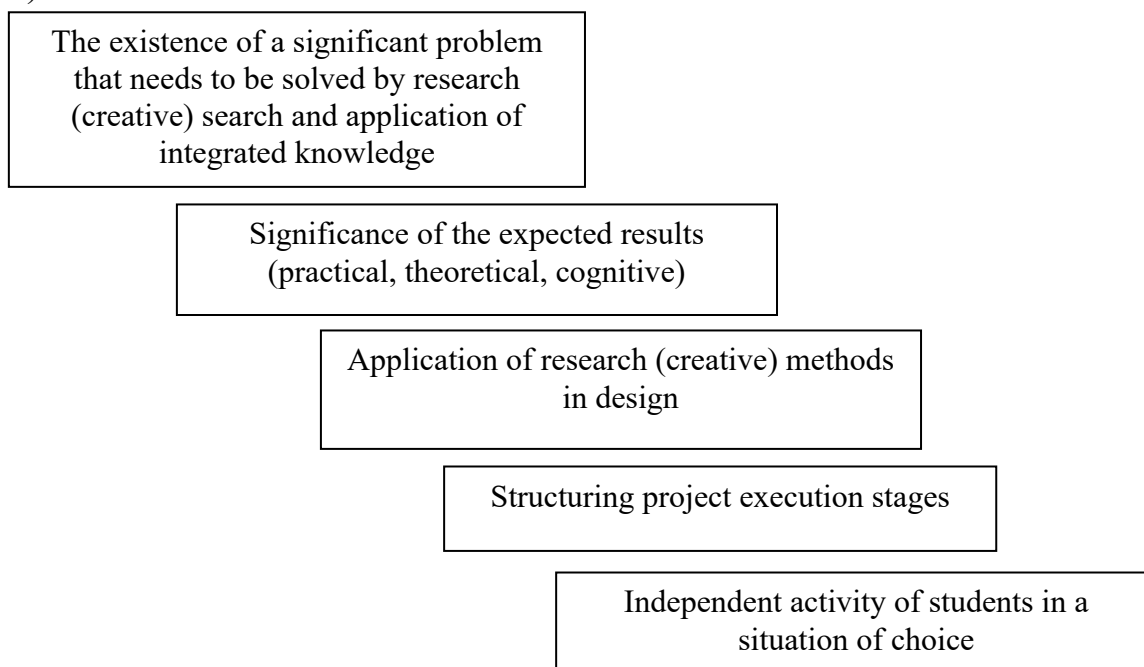 The existence of a significant problem
that needs to be solved by research
(creative) search and application of
integrated knowledge
Significance of the expected results
(practical, theoretical, cognitive)
Application of research (creative) methods
in design
Structuring project execution stages
Independent activity of students in a
situation of choice